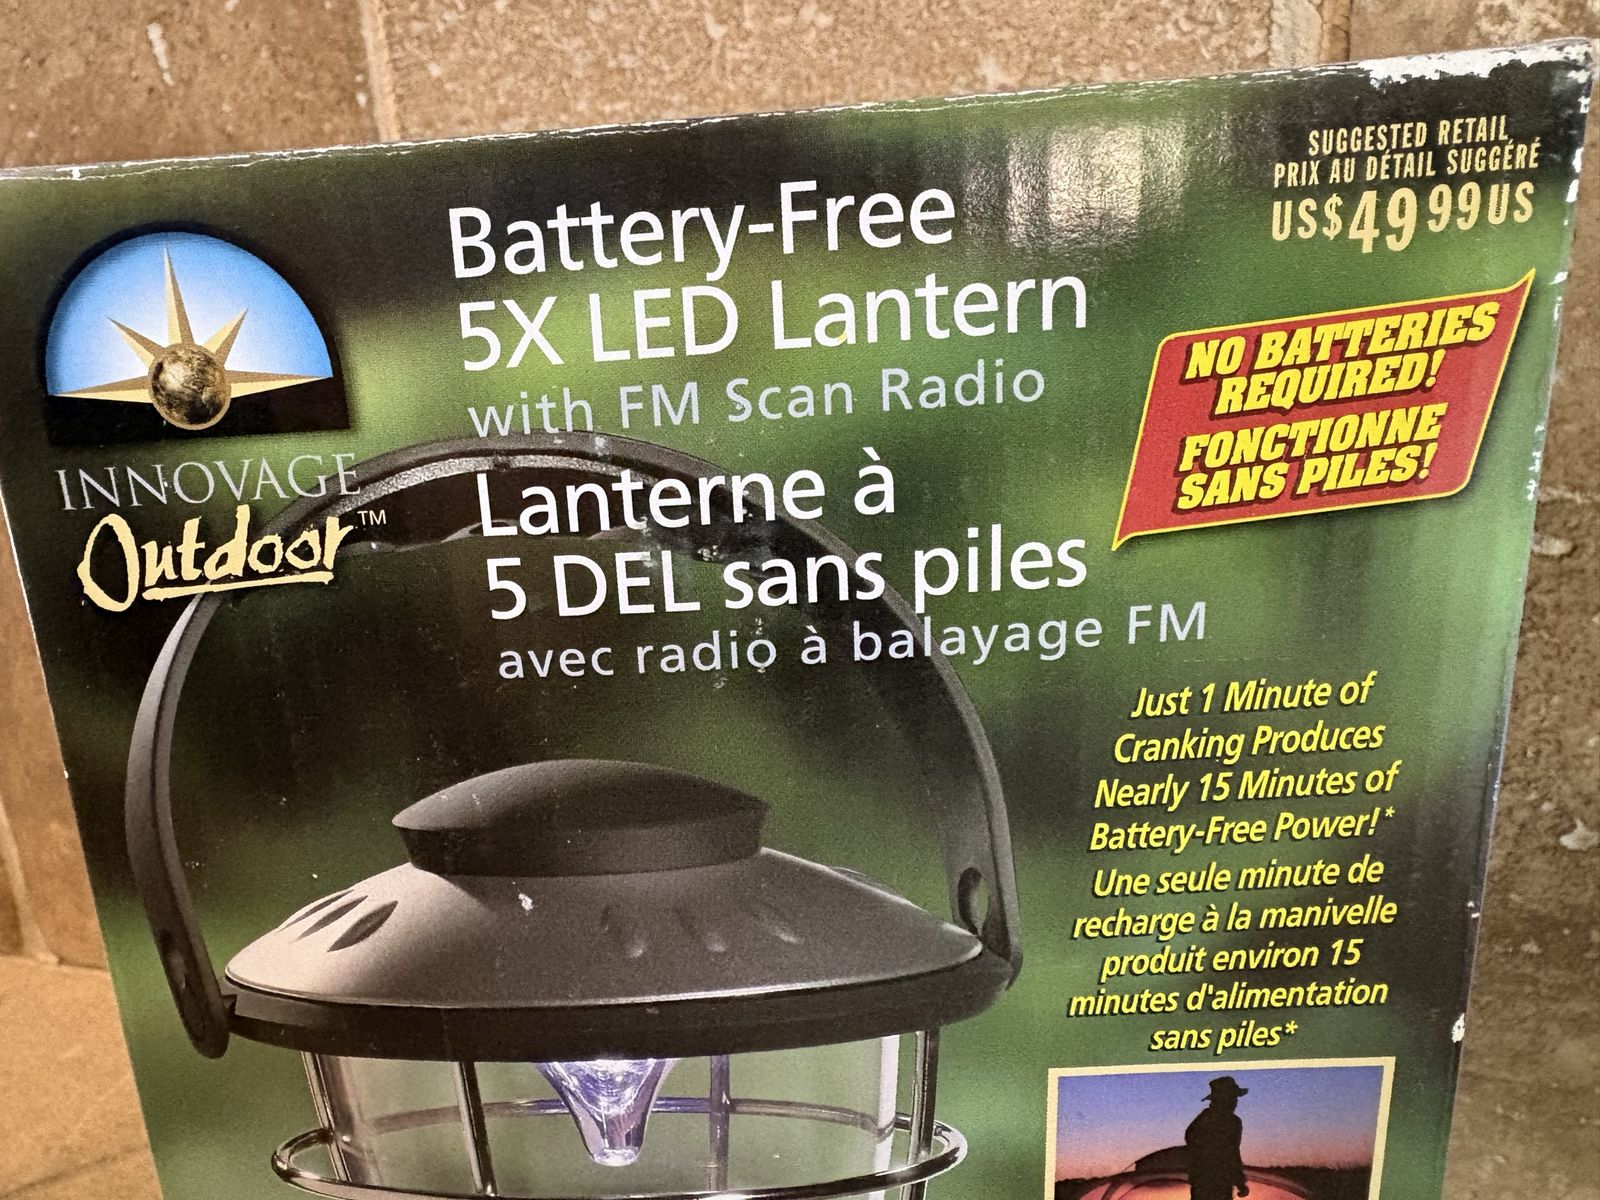 SUGGESTED RETAIL
PRIX AU DÉTAIL SUGGÉRÉ
US$49.99US
Battery-Free
5X LED Lantern
with FM Scan Radio
Lanterne à
5 DEL sans piles
avec radio à balayage FM
INNOVAGE
Outdoor™
NO BATTERIES
REQUIRED!
FONCTIONNE
SANS PILES!
Just 1 Minute of
Cranking Produces
Nearly 15 Minutes of
Battery-Free Power!*
Une seule minute de
recharge à la manivelle
produit environ 15
minutes d'alimentation
sans piles*